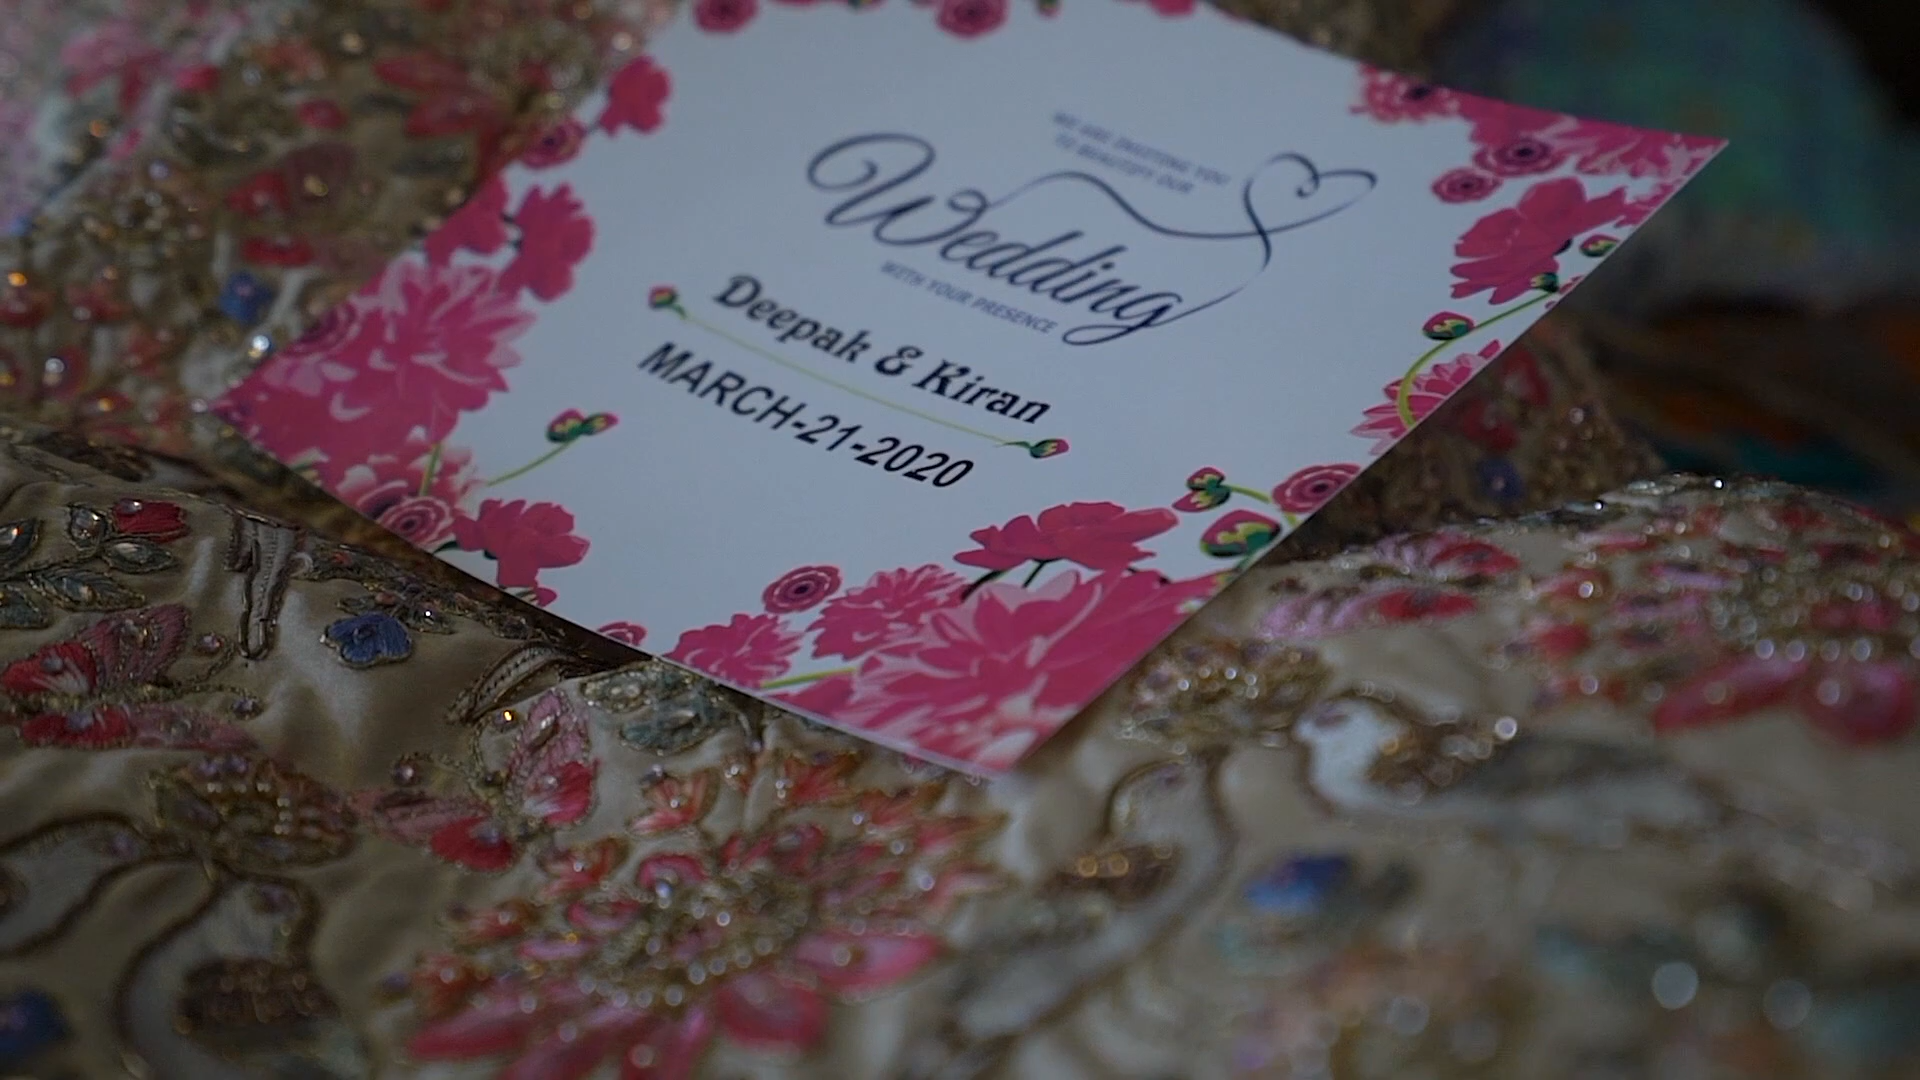 WE ARE INVITING YOU
TO BEAUTIFY OUR
Wedding
WITH YOUR PRESENCE
Deepak & Kiran
MARCH-21-2020